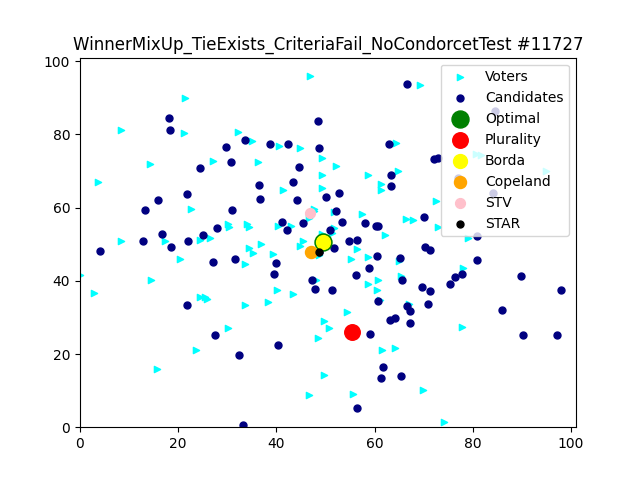 WinnerMixUp_TieExists_CriteriaFail_NoCondorcetTest #11727
100
80
60
40
20
0
0 20 40 60 80 100
Voters
Candidates
Optimal
Plurality
Borda
Copeland
STV
STAR